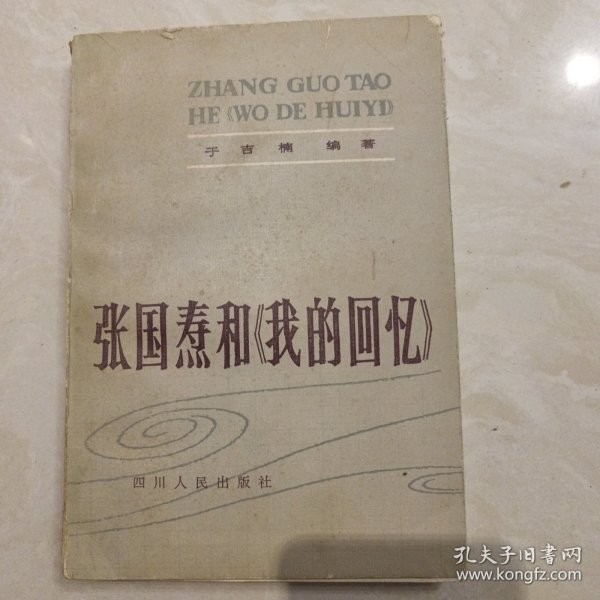 ZHANG GUO TAO
HE《WO DE HUIYI》
于吉楠 编著
张国焘和《我的回忆》
四川人民出版社
孔夫子旧书网
www.kongfz.com